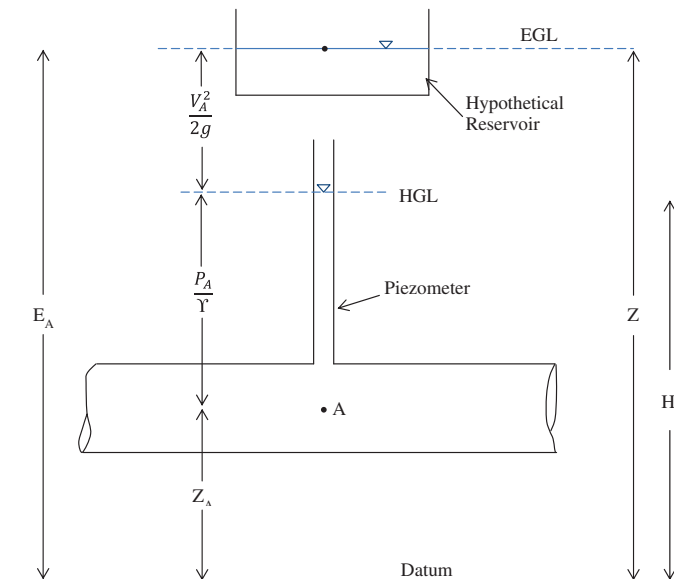 EGL
V_A^2
2g
Hypothetical
Reservoir
HGL
P_A
ϒ
Piezometer
E_A
Z
H
A
Z_A
Datum